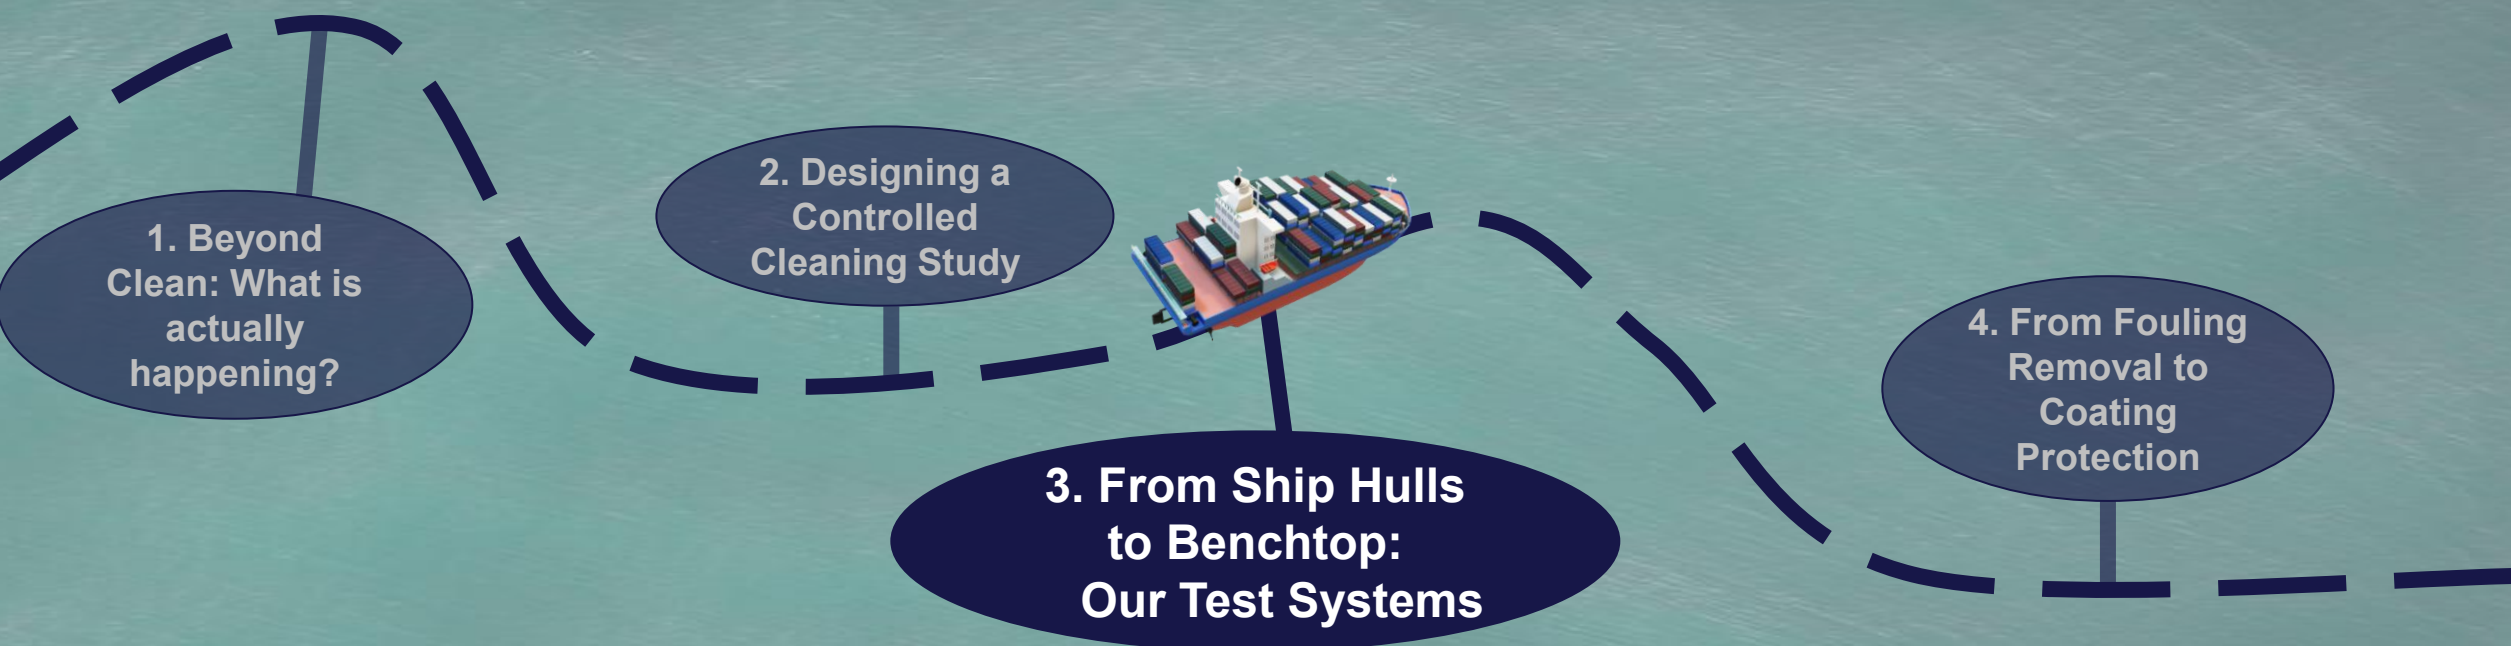 1. Beyond
Clean: What is
actually
happening?
2. Designing a
Controlled
Cleaning Study
3. From Ship Hulls
to Benchtop:
Our Test Systems
4. From Fouling
Removal to
Coating
Protection